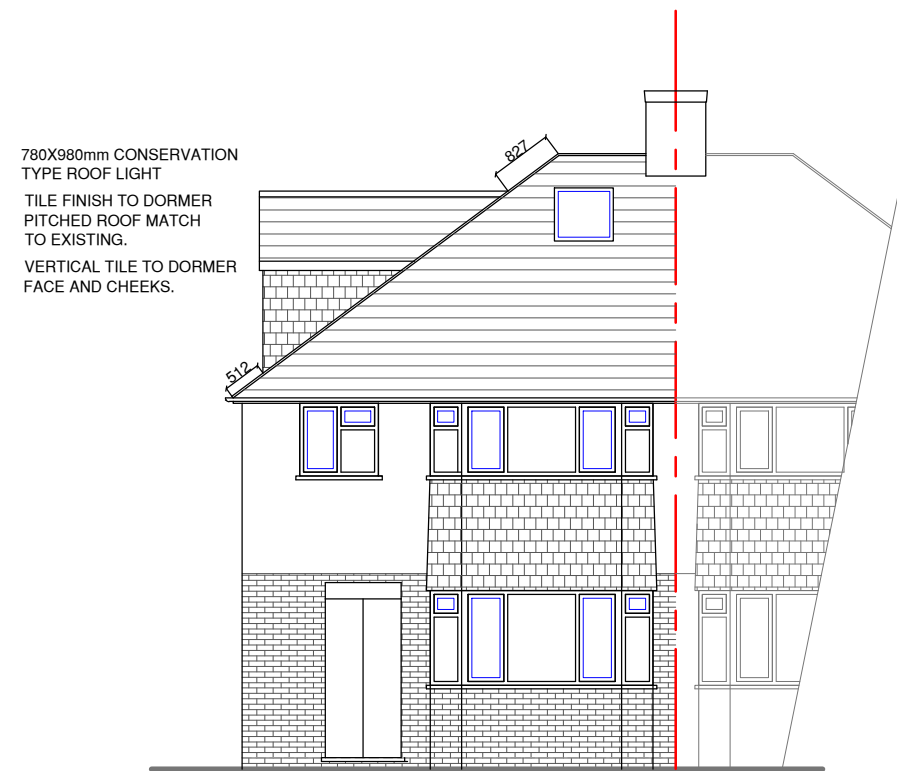 827
780X980mm CONSERVATION
TYPE ROOF LIGHT
TILE FINISH TO DORMER
PITCHED ROOF MATCH
TO EXISTING.
VERTICAL TILE TO DORMER
FACE AND CHEEKS.
512